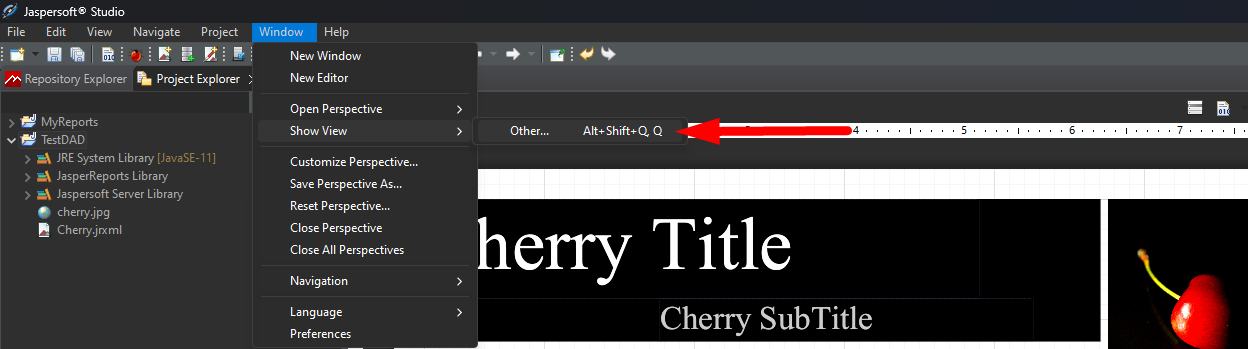 Jaspersoft® Studio
File Edit View Navigate Project Window Help
Repository Explorer Project Explorer
New Window
New Editor
Open Perspective
Show View
Other... Alt+Shift+Q, Q
Customize Perspective...
Save Perspective As...
Reset Perspective...
Close Perspective
Close All Perspectives
Navigation
Language
Preferences
MyReports
TestDAD
JRE System Library [JavaSE-11]
JasperReports Library
Jaspersoft Server Library
cherry.jpg
Cherry.jrxml
4 5 6 7
herry Title
Cherry SubTitle